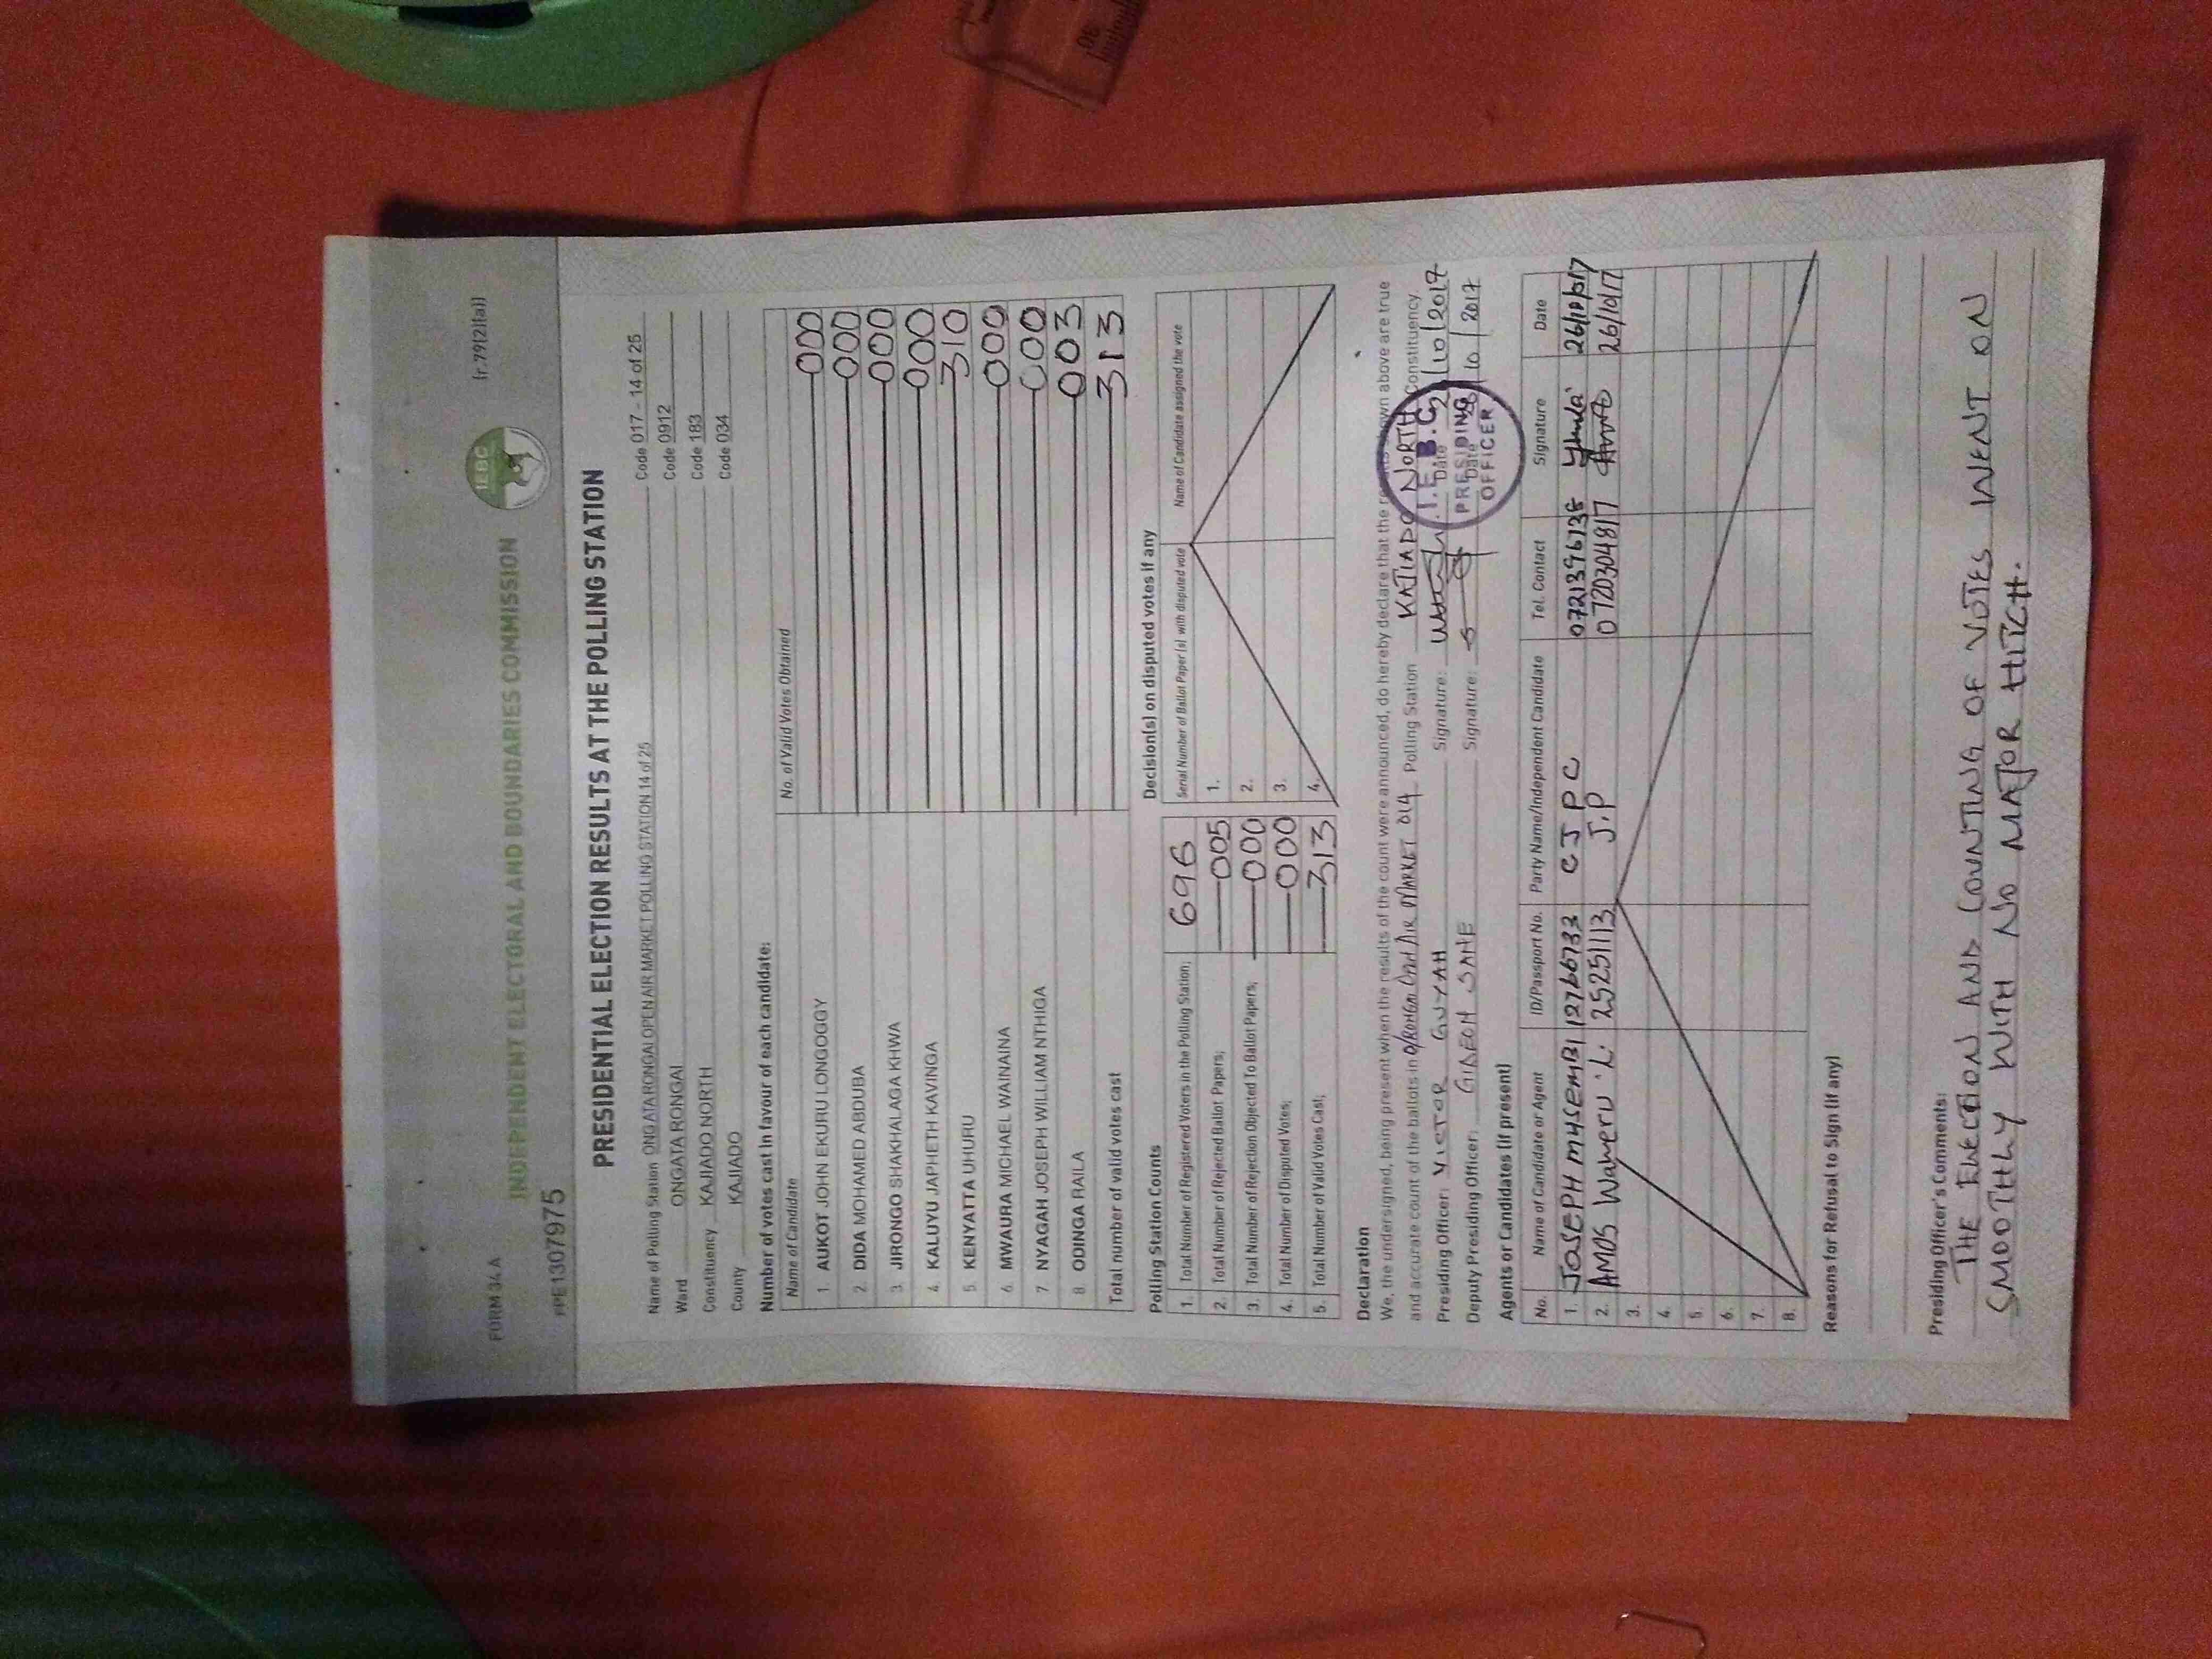 FORM 34 A
(r.79(2)(a))
INDEPENDENT ELECTORAL AND BOUNDARIES COMMISSION
IEBC
PE1307975
PRESIDENTIAL ELECTION RESULTS AT THE POLLING STATION
Name of Polling Station ONGATA RONGAI OPEN AIR MARKET POLLING STATION 14 of 25 Code 017 - 14 of 25
Ward ONGATA RONGAI Code 0912
Constituency KAJIADO NORTH Code 183
County KAJIADO Code 034
Number of votes cast in favour of each candidate:
Name of Candidate No. of Valid Votes Obtained
1. AUKOT JOHN EKURU LONGOGGY 000
2. DIDA MOHAMED ABDUBA 000
3. JIRONGO SHAKHALAGA KHWA 000
4. KALUYU JAPHETH KAVINGA 000
5. KENYATTA UHURU 310
6. MWAURA MICHAEL WAINAINA 000
7. NYAGAH JOSEPH WILLIAM NTHIGA 000
8. ODINGA RAILA 003
Total number of valid votes cast 313
Polling Station Counts
1. Total Number of Registered Voters in the Polling Station; 696
2. Total Number of Rejected Ballot Papers; 005
3. Total Number of Rejection Objected To Ballot Papers; 000
4. Total Number of Disputed Votes; 000
5. Total Number of Valid Votes Cast; 313
Decision(s) on disputed votes if any
Serial Number of Ballot Paper (s) with disputed vote Name of Candidate assigned the vote
1.
2.
3.
4.
Declaration
We, the undersigned, being present when the results of the count were announced, do hereby declare that the results shown above are true
and accurate count of the ballots in O/RONGAI OPEN AIR MARKET 014 Polling Station KAJIADO NORTH Constituency.
Presiding Officer: VICTOR GUYAH Signature: Date 10/2017
Deputy Presiding Officer: GIDEON SANE Signature: Date 10/2017
I.E.B.C
PRESIDING
OFFICER
Agents or Candidates (if present)
No. Name of Candidate or Agent ID/Passport No. Party Name/Independent Candidate Tel. Contact Signature Date
1. JOSEPH MUSEMBI 12766733 CJPC 0721396138 26/10/17
2. AMOS Waweru .L. 25251113 J.P 0720304817 26/10/17
3.
4.
5.
6.
7.
8.
Reasons for Refusal to Sign (if any)
Presiding Officer's Comments:
THE ELECTION AND COUNTING OF VOTES WENT ON
SMOOTHLY WITH NO MAJOR HITCH.